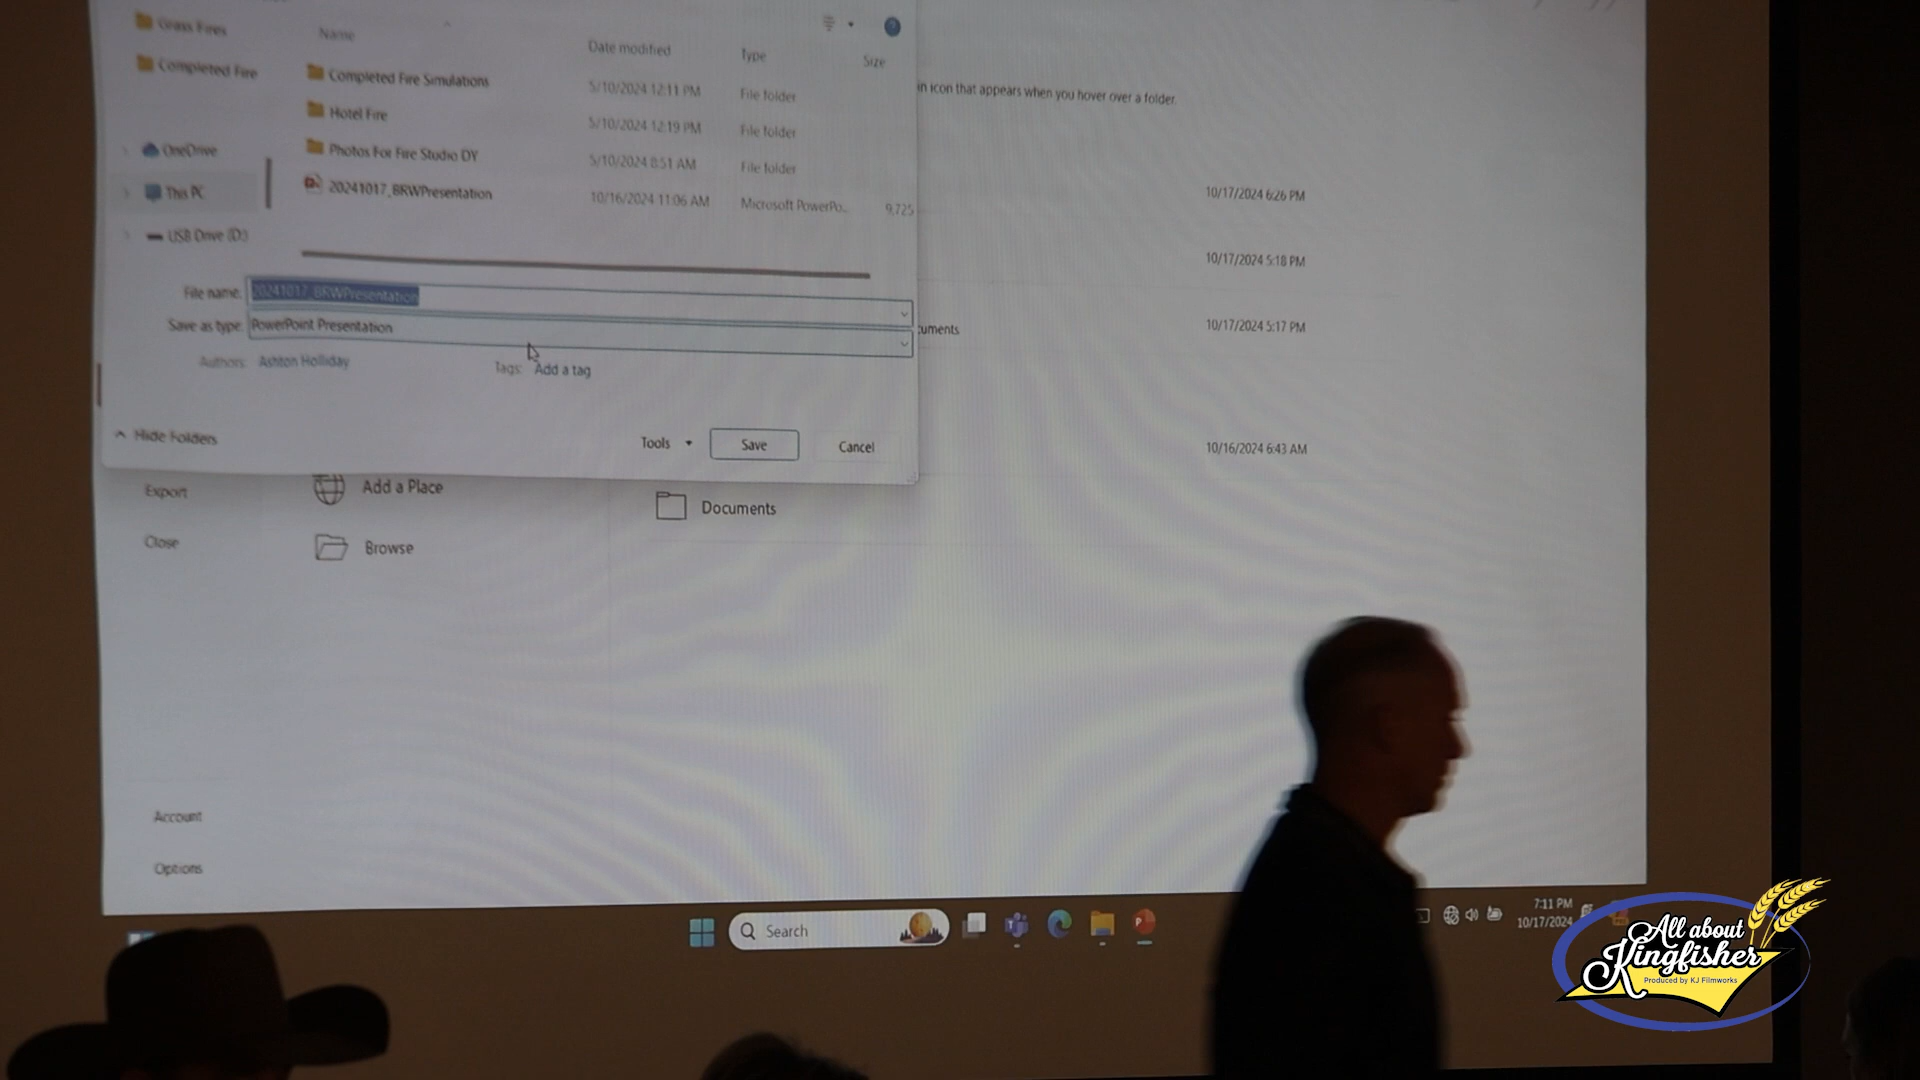 Grass Fires
Completed Fire
OneDrive
This PC
USB Drive (D:)
Name
Date modified
Type
Size
Completed Fire Simulations
5/10/2024 12:11 PM
File folder
Hotel Fire
5/10/2024 12:19 PM
File folder
Photos For Fire Studio DY
5/10/2024 8:51 AM
File folder
20241017_BRWPresentation
10/16/2024 11:06 AM
Microsoft PowerPo...
9,725
File name: 20241017_BRWPresentation
Save as type: PowerPoint Presentation
Authors: Ashton Holliday
Tags: Add a tag
Hide Folders
Tools
Save
Cancel
n icon that appears when you hover over a folder.
10/17/2024 6:26 PM
10/17/2024 5:18 PM
cuments
10/17/2024 5:17 PM
10/16/2024 6:43 AM
Export
Close
Add a Place
Browse
Documents
Account
Options
Search
7:11 PM
10/17/2024
All about
Kingfisher
Produced by KJ Filmworks